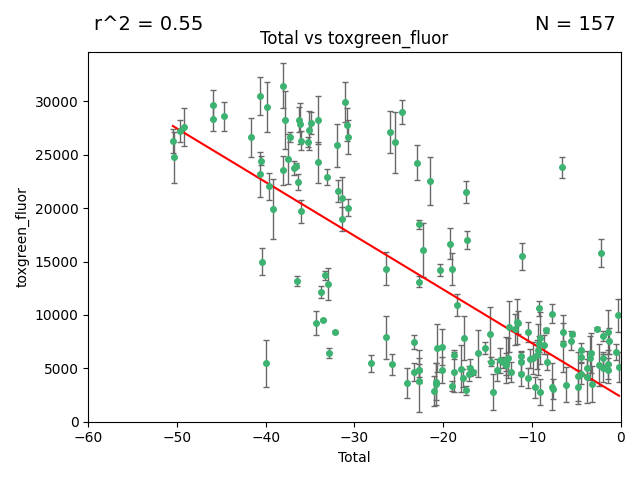 r^2 = 0.55
N = 157
Total vs toxgreen_fluor
toxgreen_fluor
30000
25000
20000
15000
10000
5000
0
−60
−50
−40
−30
−20
−10
0
Total